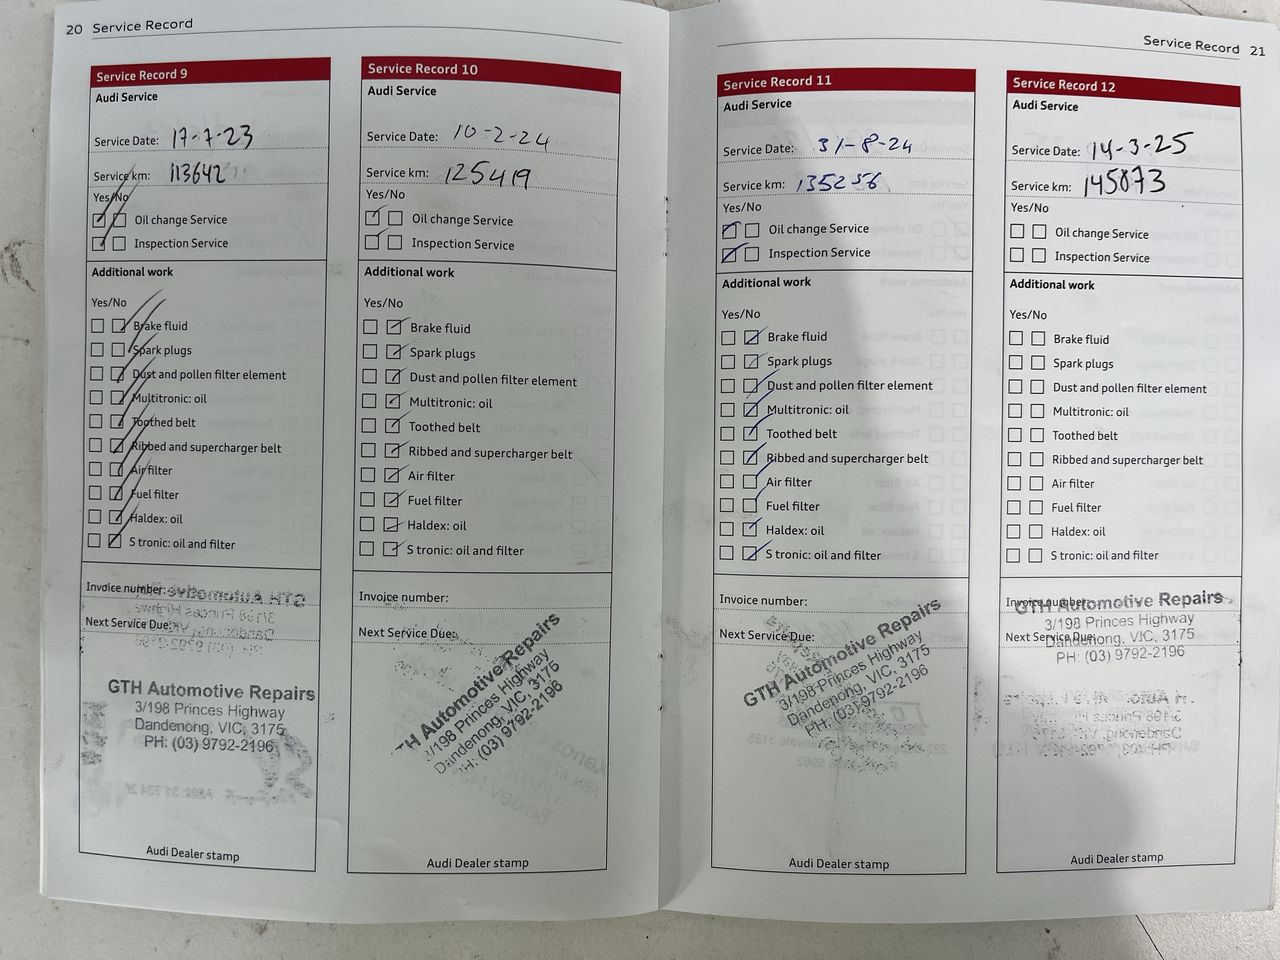 20 Service Record
Service Record 9
Audi Service
Service Date: 17-7-23
Service km: 113642
Yes/No
Oil change Service
Inspection Service
Additional work
Yes/No
Brake fluid
Spark plugs
Dust and pollen filter element
Multitronic: oil
Toothed belt
Ribbed and supercharger belt
Air filter
Fuel filter
Haldex: oil
S tronic: oil and filter
Invoice number:
Next Service Due:
GTH Automotive Repairs
3/198 Princes Highway
Dandenong, VIC, 3175
PH: (03) 9792-2196
Audi Dealer stamp
Service Record 10
Audi Service
Service Date: 10-2-24
Service km: 125419
Yes/No
Oil change Service
Inspection Service
Additional work
Yes/No
Brake fluid
Spark plugs
Dust and pollen filter element
Multitronic: oil
Toothed belt
Ribbed and supercharger belt
Air filter
Fuel filter
Haldex: oil
S tronic: oil and filter
Invoice number:
Next Service Due:
TH Automotive Repairs
3/198 Princes Highway
Dandenong, VIC, 3175
PH: (03) 9792-2196
Audi Dealer stamp
Service Record 21
Service Record 11
Audi Service
Service Date: 31-8-24
Service km: 135256
Yes/No
Oil change Service
Inspection Service
Additional work
Yes/No
Brake fluid
Spark plugs
Dust and pollen filter element
Multitronic: oil
Toothed belt
Ribbed and supercharger belt
Air filter
Fuel filter
Haldex: oil
S tronic: oil and filter
Invoice number:
Next Service Due:
GTH Automotive Repairs
3/198 Princes Highway
Dandenong, VIC, 3175
PH: (03) 9792-2196
Audi Dealer stamp
Service Record 12
Audi Service
Service Date: 14-3-25
Service km: 145873
Yes/No
Oil change Service
Inspection Service
Additional work
Yes/No
Brake fluid
Spark plugs
Dust and pollen filter element
Multitronic: oil
Toothed belt
Ribbed and supercharger belt
Air filter
Fuel filter
Haldex: oil
S tronic: oil and filter
Invoice number:
GTH Automotive Repairs
3/198 Princes Highway
Next Service Due:
Dandenong, VIC, 3175
PH: (03) 9792-2196
Audi Dealer stamp